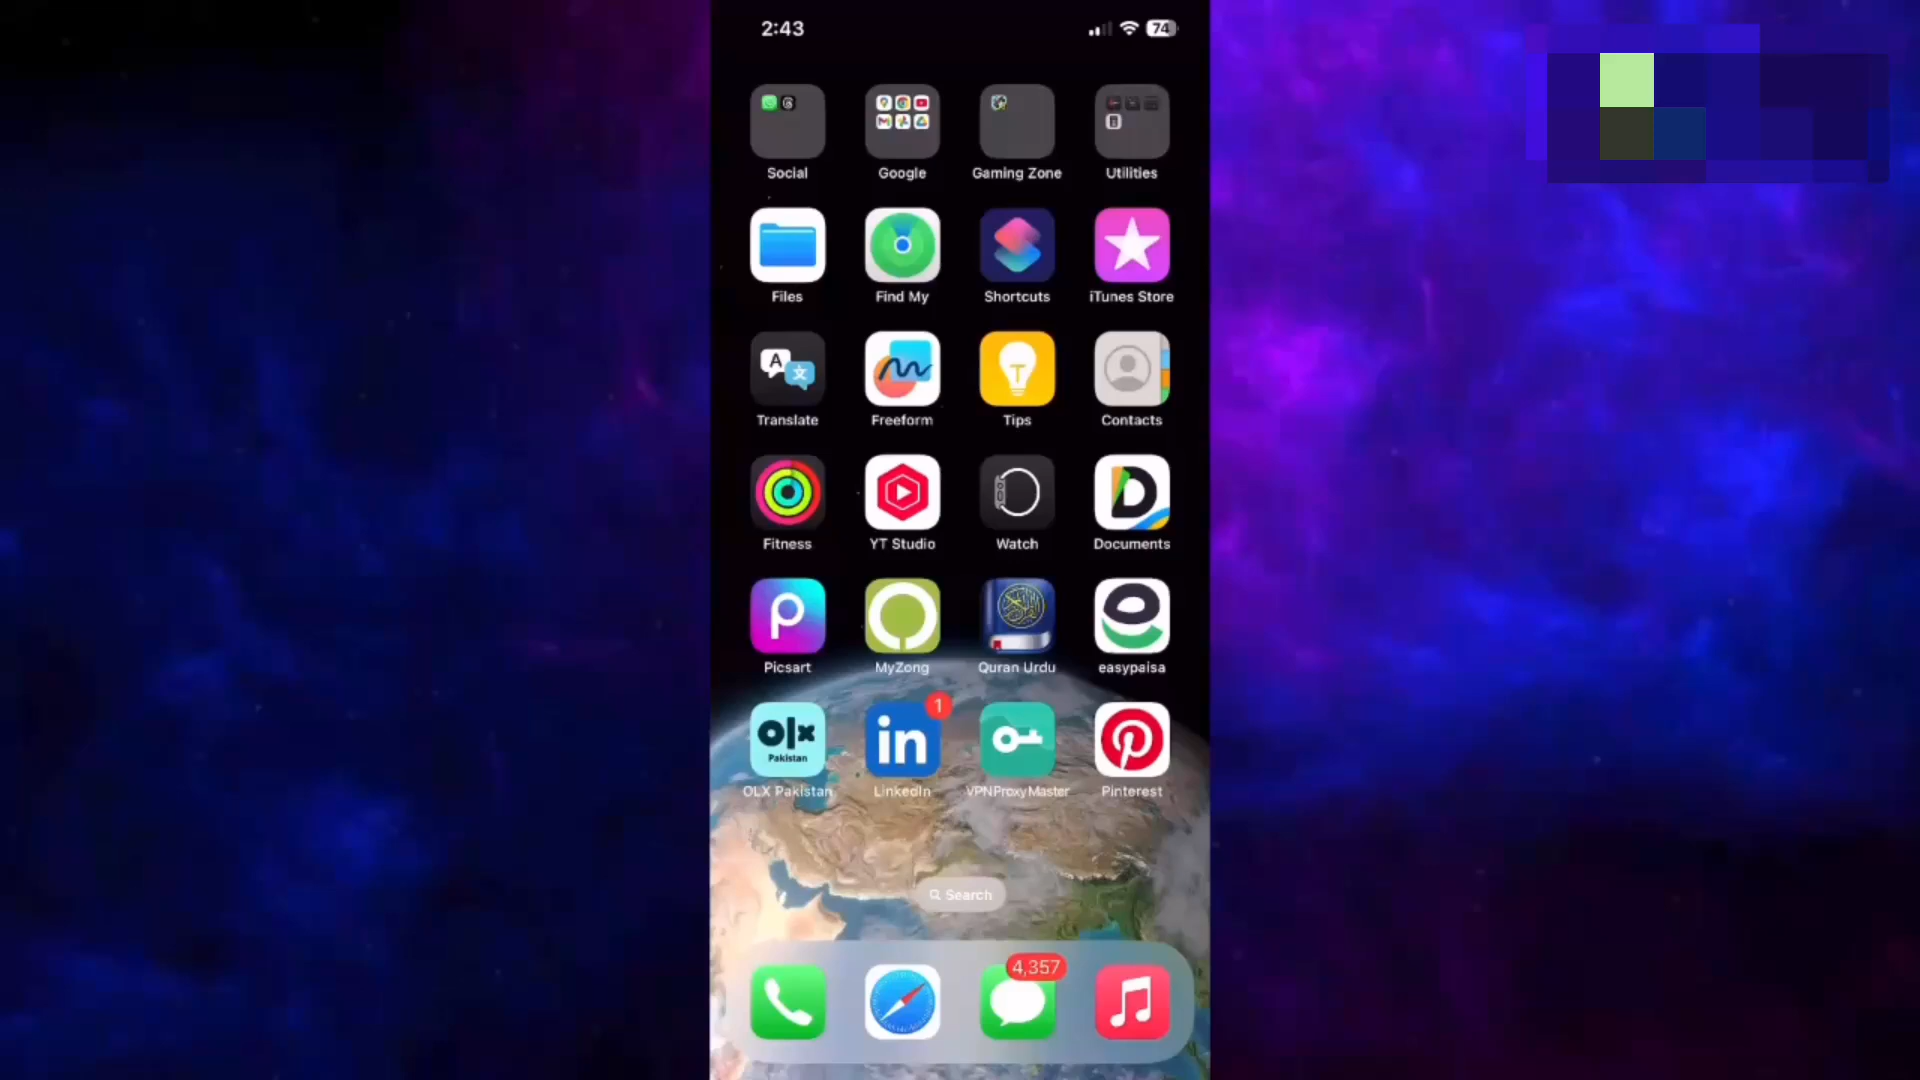 2:43
74
Social Google Gaming Zone Utilities
Files Find My Shortcuts iTunes Store
A 文
T
Translate Freeform Tips Contacts
Fitness YT Studio Watch Documents
Picsart MyZong Quran Urdu easypaisa
olx
Pakistan
in
1
OLX Pakistan LinkedIn VPNProxyMaster Pinterest
Search
4,357